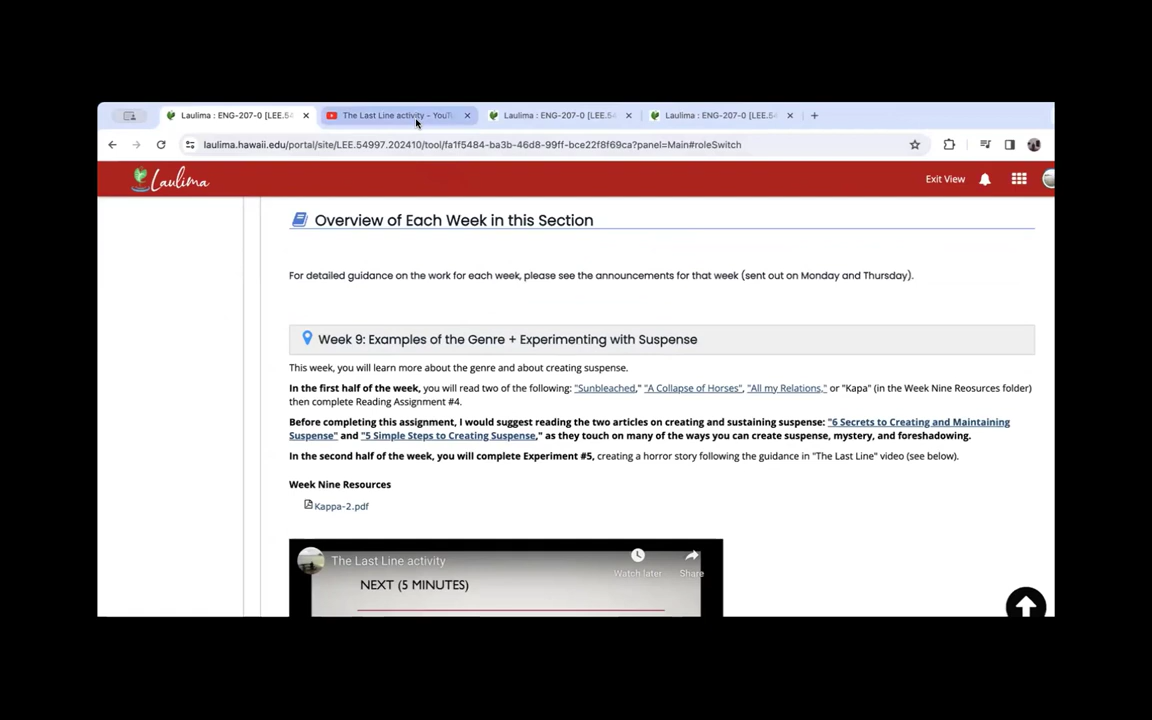 Laulima : ENG-207-0 [LEE.54
The Last Line activity - YouTu
Laulima : ENG-207-0 [LEE.54
Laulima : ENG-207-0 [LEE.54
laulima.hawaii.edu/portal/site/LEE.54997.202410/tool/fa1f5484-ba3b-46d8-99ff-bce22f8f69ca?panel=Main#roleSwitch
Laulima
Exit View
Overview of Each Week in this Section
For detailed guidance on the work for each week, please see the announcements for that week (sent out on Monday and Thursday).
Week 9: Examples of the Genre + Experimenting with Suspense
This week, you will learn more about the genre and about creating suspense.
In the first half of the week, you will read two of the following: "Sunbleached," "A Collapse of Horses", "All my Relations," or "Kapa" (in the Week Nine Reosurces folder)
then complete Reading Assignment #4.
Before completing this assignment, I would suggest reading the two articles on creating and sustaining suspense: "6 Secrets to Creating and Maintaining
Suspense" and "5 Simple Steps to Creating Suspense," as they touch on many of the ways you can create suspense, mystery, and foreshadowing.
In the second half of the week, you will complete Experiment #5, creating a horror story following the guidance in "The Last Line" video (see below).
Week Nine Resources
Kappa-2.pdf
The Last Line activity
Watch later
Share
NEXT (5 MINUTES)